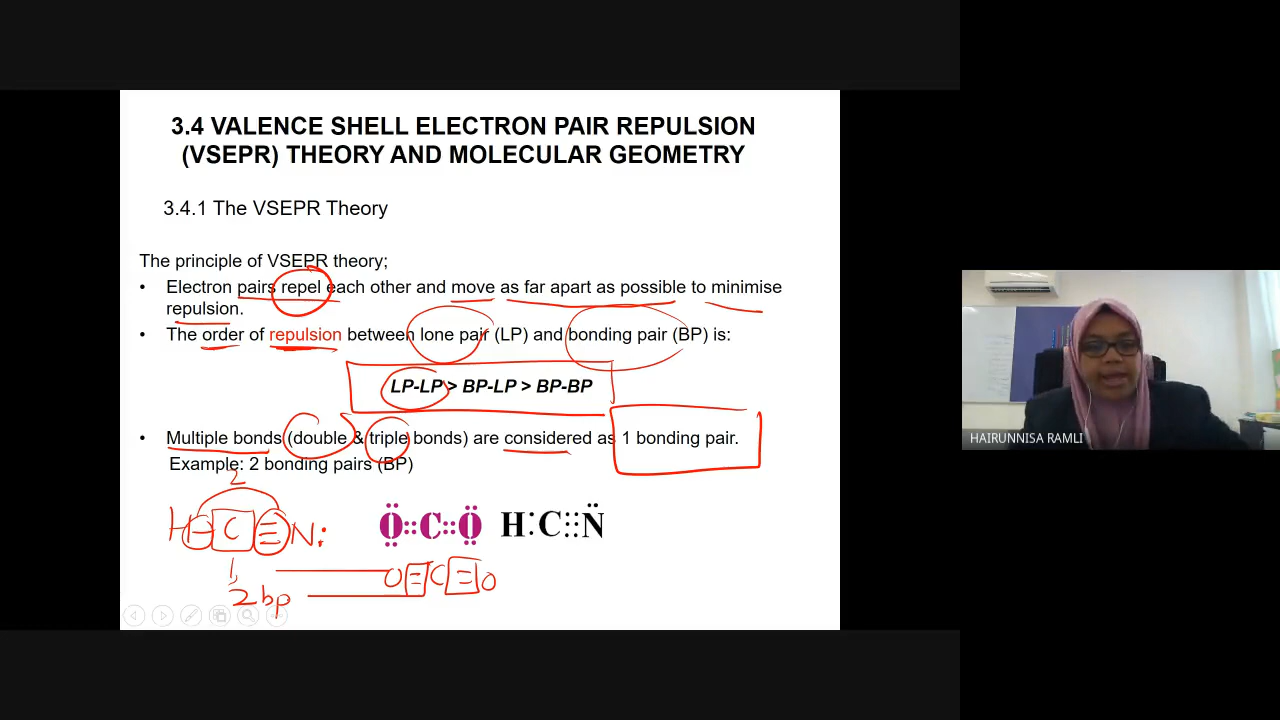 3.4 VALENCE SHELL ELECTRON PAIR REPULSION
(VSEPR) THEORY AND MOLECULAR GEOMETRY
3.4.1 The VSEPR Theory
The principle of VSEPR theory;
• Electron pairs repel each other and move as far apart as possible to minimise
repulsion.
• The order of repulsion between lone pair (LP) and bonding pair (BP) is:
LP-LP > BP-LP > BP-BP
• Multiple bonds (double & triple bonds) are considered as 1 bonding pair.
Example: 2 bonding pairs (BP)
2
H–C≡N:
O::C::O H:C:::N
O=C=O
2 bp
HAIRUNNISA RAMLI